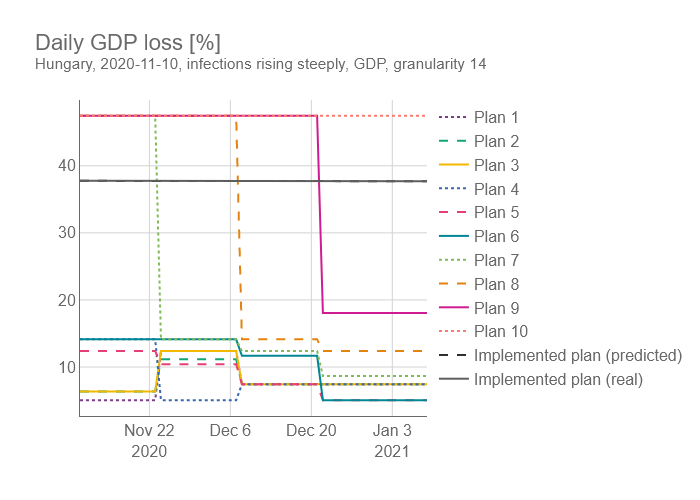 Daily GDP loss [%]
Hungary, 2020-11-10, infections rising steeply, GDP, granularity 14
40
30
20
10
Nov 22
2020
Dec 6
Dec 20
Jan 3
2021
Plan 1
Plan 2
Plan 3
Plan 4
Plan 5
Plan 6
Plan 7
Plan 8
Plan 9
Plan 10
Implemented plan (predicted)
Implemented plan (real)